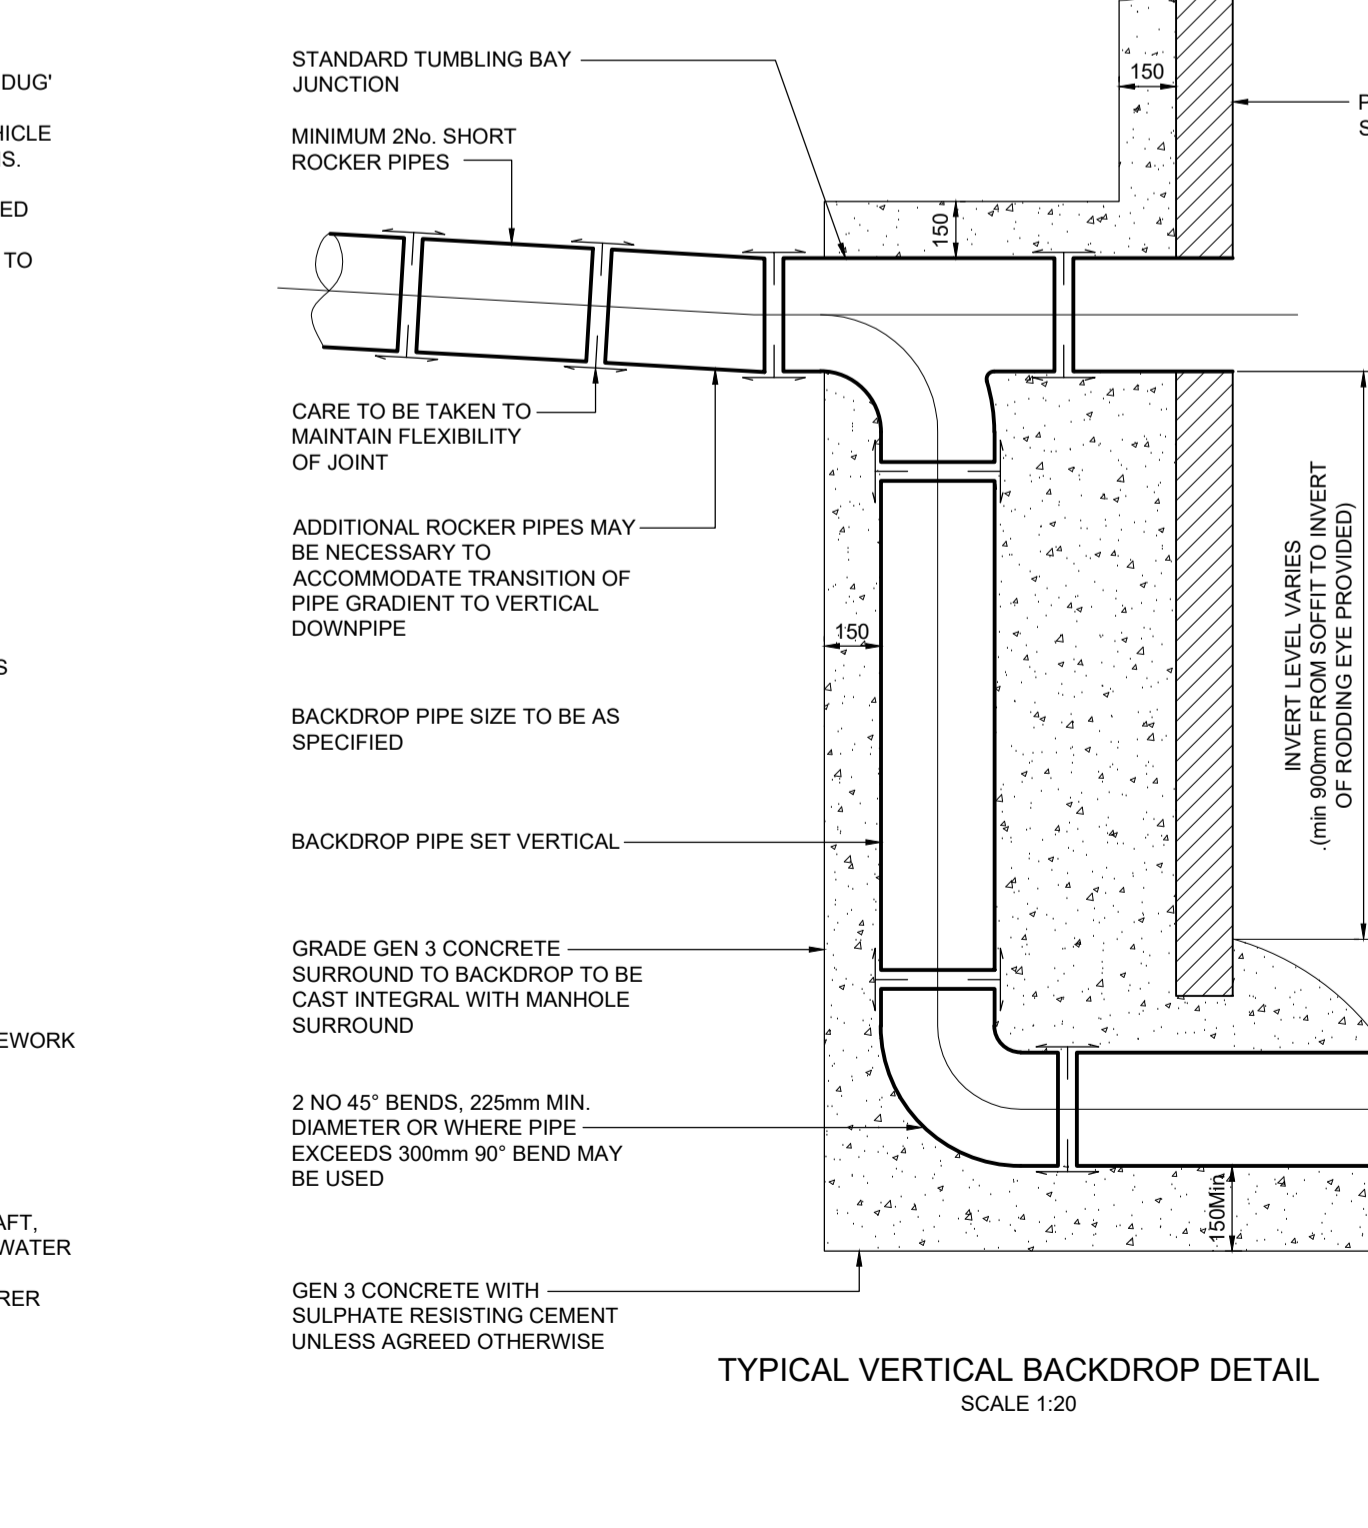 DUG'
HICLE
IS.
ED
TO
S
EWORK
AFT,
WATER
RER
STANDARD TUMBLING BAY
JUNCTION
MINIMUM 2No. SHORT
ROCKER PIPES
CARE TO BE TAKEN TO
MAINTAIN FLEXIBILITY
OF JOINT
ADDITIONAL ROCKER PIPES MAY
BE NECESSARY TO
ACCOMMODATE TRANSITION OF
PIPE GRADIENT TO VERTICAL
DOWNPIPE
BACKDROP PIPE SIZE TO BE AS
SPECIFIED
BACKDROP PIPE SET VERTICAL
GRADE GEN 3 CONCRETE
SURROUND TO BACKDROP TO BE
CAST INTEGRAL WITH MANHOLE
SURROUND
2 NO 45° BENDS, 225mm MIN.
DIAMETER OR WHERE PIPE
EXCEEDS 300mm 90° BEND MAY
BE USED
GEN 3 CONCRETE WITH
SULPHATE RESISTING CEMENT
UNLESS AGREED OTHERWISE
150
150
150
150Min
INVERT LEVEL VARIES
.(min 900mm FROM SOFFIT TO INVERT
OF RODDING EYE PROVIDED)
TYPICAL VERTICAL BACKDROP DETAIL
SCALE 1:20